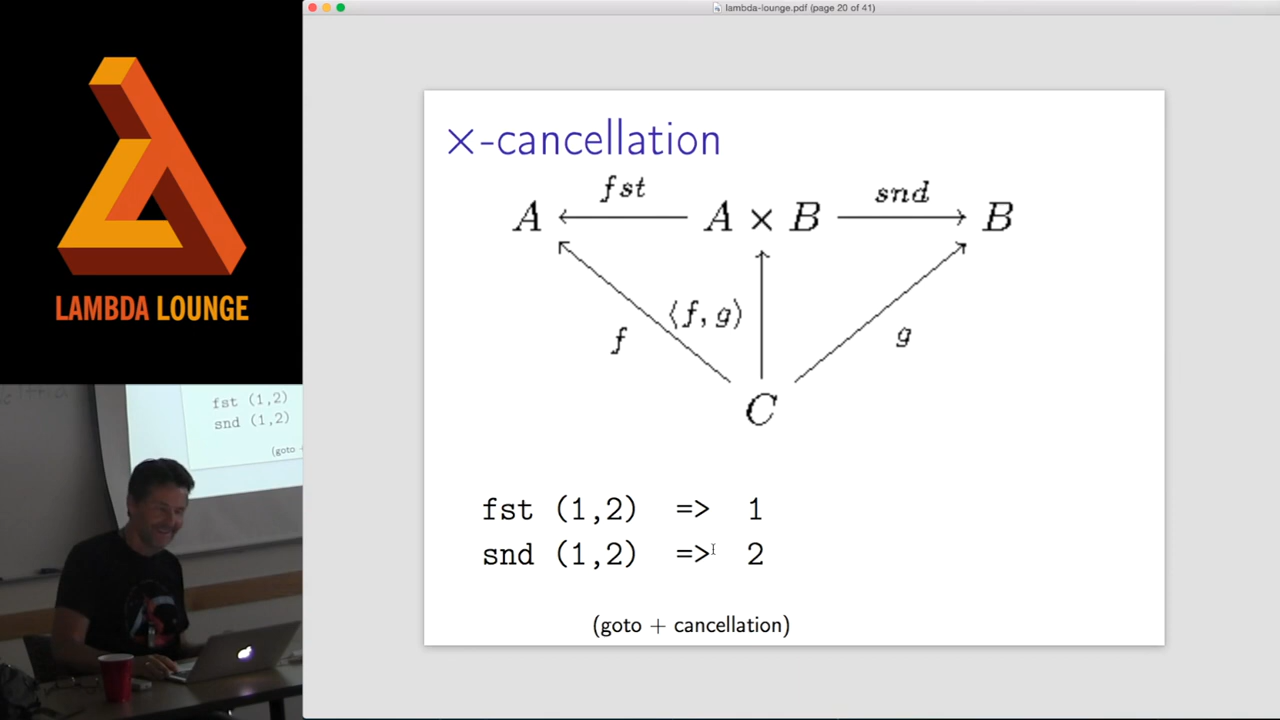 lambda-lounge.pdf (page 20 of 41)
LAMBDA LOUNGE
×-cancellation
fst
snd
A
A × B
B
⟨f, g⟩
f
g
C
fst (1,2) => 1
snd (1,2) => 2
(goto + cancellation)
fst (1,2)
snd (1,2)
(goto